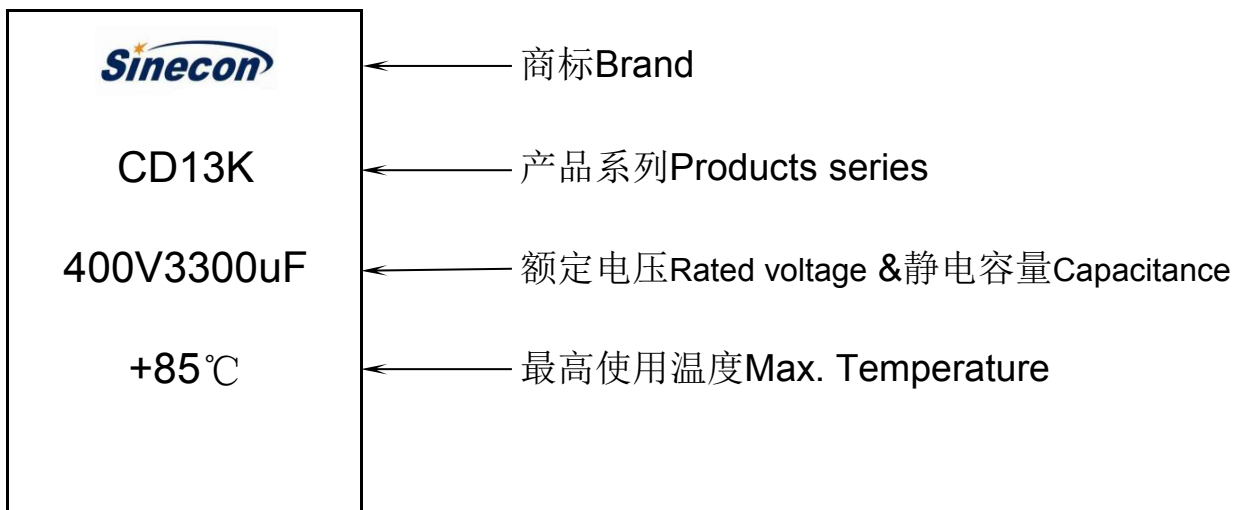 Sinecon 商标Brand
CD13K 产品系列Products series
400V3300uF 额定电压Rated voltage &静电容量Capacitance
+85℃ 最高使用温度Max. Temperature